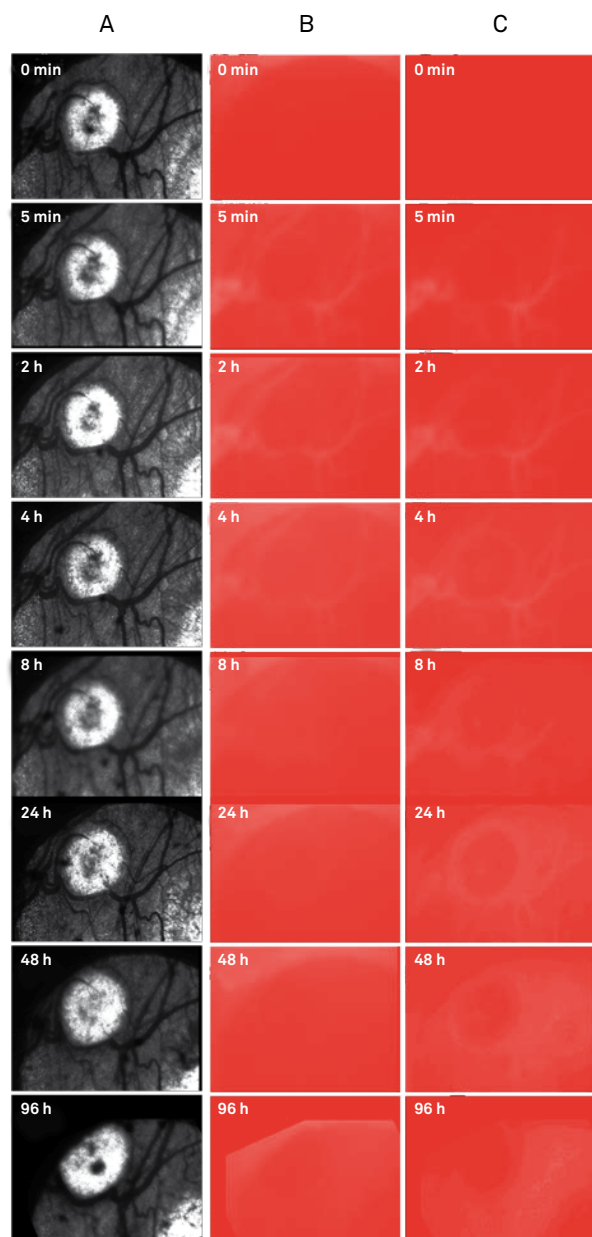 A B C
0 min 0 min 0 min
5 min 5 min 5 min
2 h 2 h 2 h
4 h 4 h 4 h
8 h 8 h 8 h
24 h 24 h 24 h
48 h 48 h 48 h
96 h 96 h 96 h